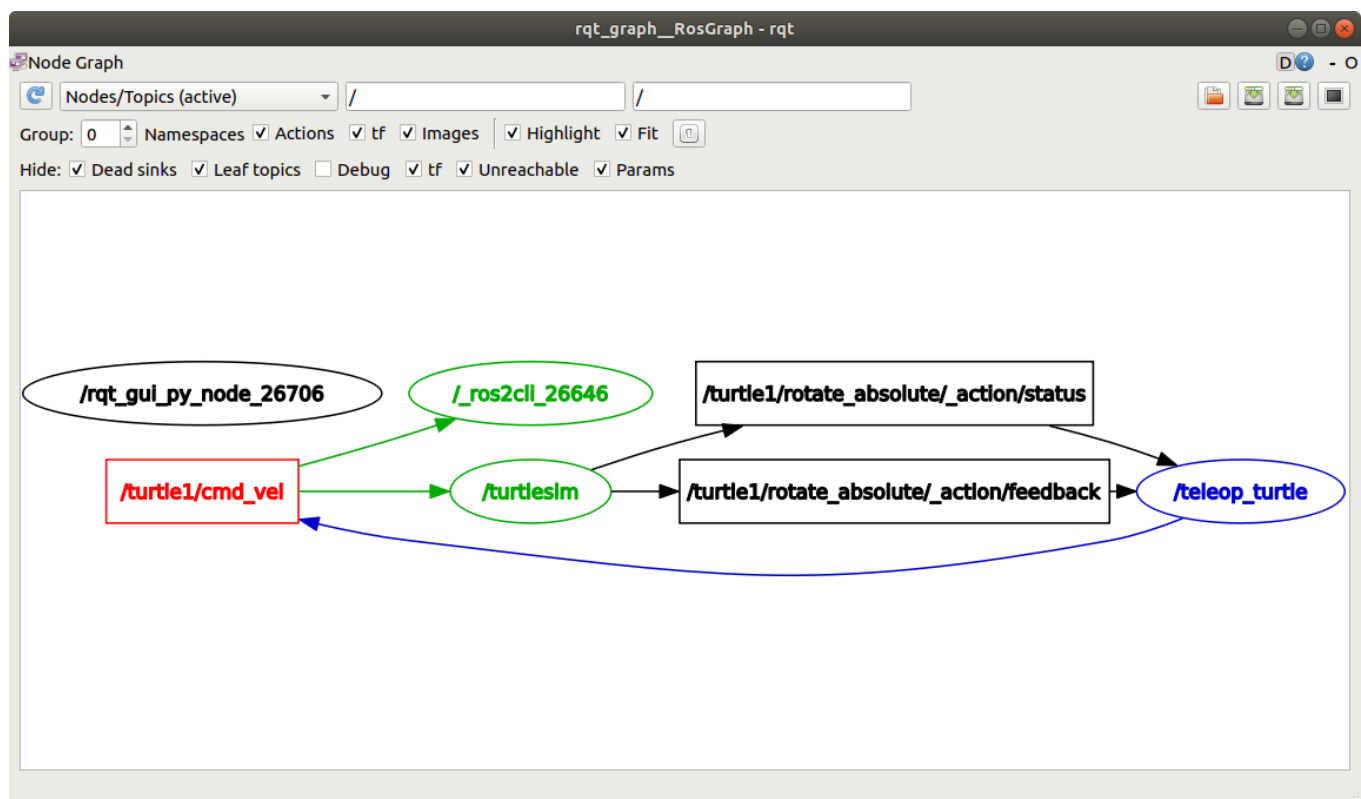 rqt_graph__RosGraph - rqt
Node Graph
D? - O
Nodes/Topics (active) / /
Group: 0 Namespaces Actions tf Images Highlight Fit
Hide: Dead sinks Leaf topics Debug tf Unreachable Params
/rqt_gui_py_node_26706 /_ros2cli_26646 /turtle1/rotate_absolute/_action/status
/turtle1/cmd_vel /turtlesim /turtle1/rotate_absolute/_action/feedback /teleop_turtle